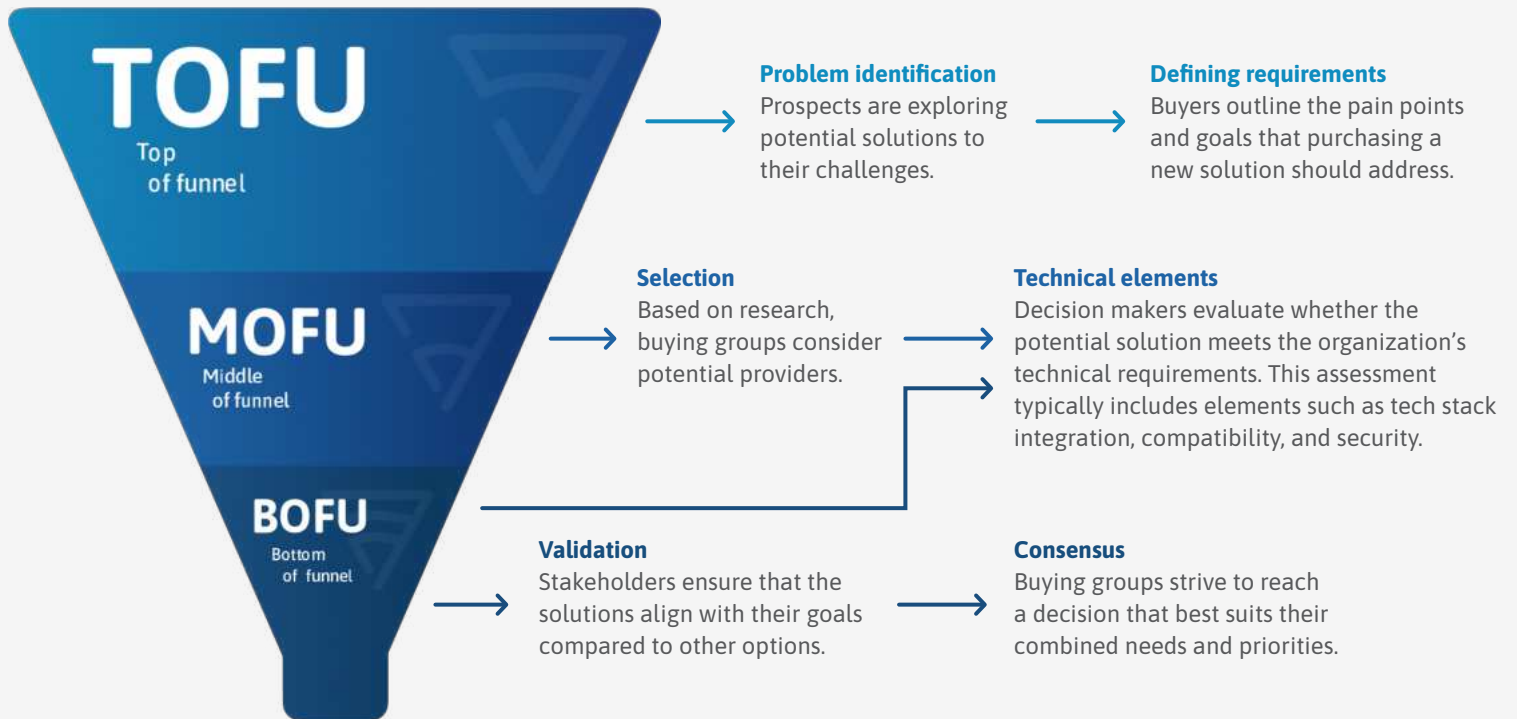 TOFU
Top
of funnel
Problem identification
Prospects are exploring
potential solutions to
their challenges.
Defining requirements
Buyers outline the pain points
and goals that purchasing a
new solution should address.
MOFU
Middle
of funnel
Selection
Based on research,
buying groups consider
potential providers.
Technical elements
Decision makers evaluate whether the
potential solution meets the organization’s
technical requirements. This assessment
typically includes elements such as tech stack
integration, compatibility, and security.
BOFU
Bottom
of funnel
Validation
Stakeholders ensure that the
solutions align with their goals
compared to other options.
Consensus
Buying groups strive to reach
a decision that best suits their
combined needs and priorities.